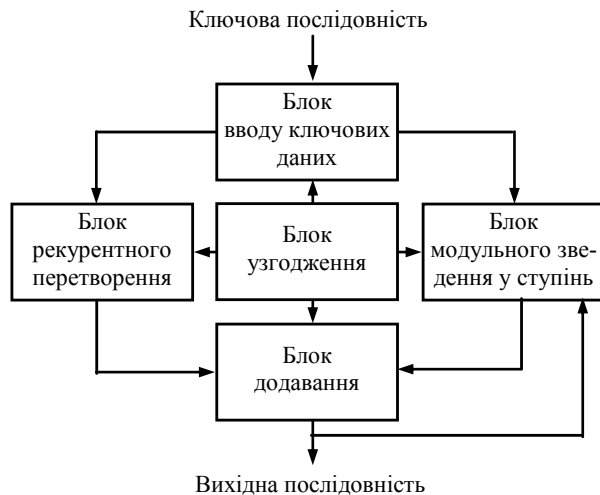 Ключова послідовність
Блок
вводу ключових
даних
Блок
рекурентного
перетворення
Блок
узгодження
Блок
модульного зве-
дення у ступінь
Блок
додавання
Вихідна послідовність